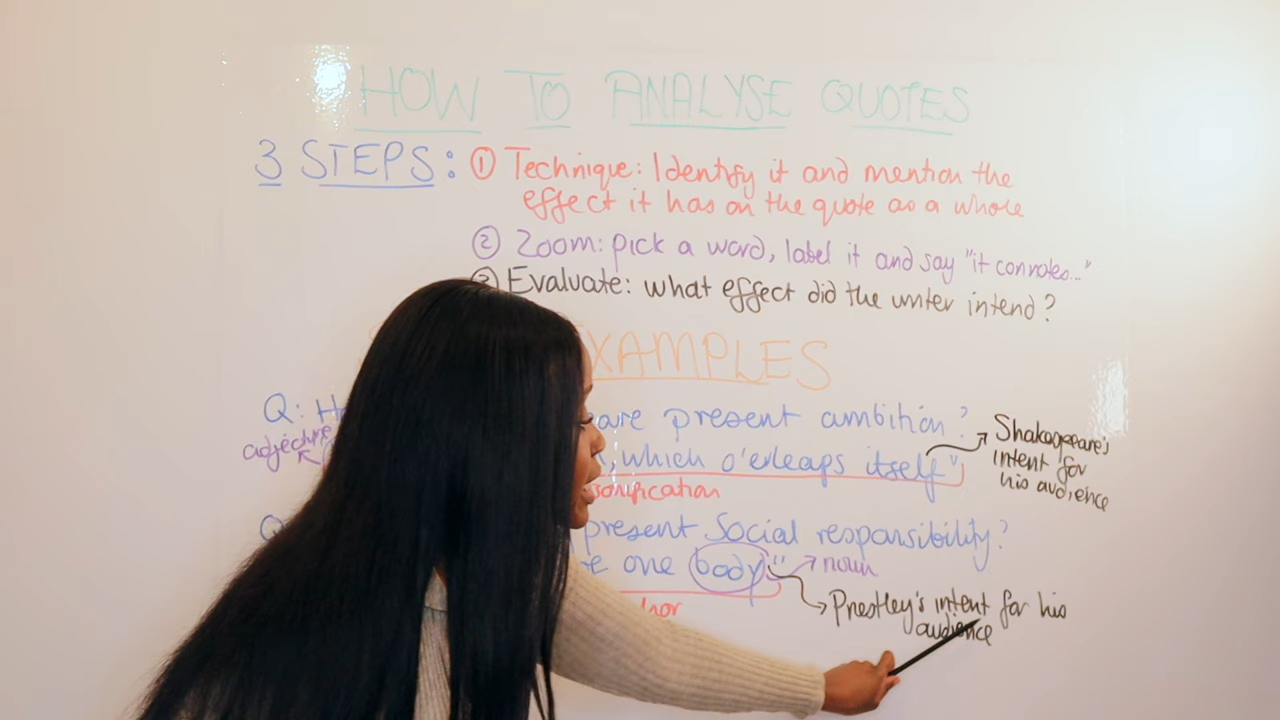 HOW TO ANALYSE QUOTES
3 STEPS: ① Technique: Identify it and mention the
effect it has on the quote as a whole
② Zoom: pick a word, label it and say "it connotes..."
Evaluate: what effect did the writer intend?
XAMPLES
Q: H are present ambition?
adjective
, which o'erleaps itself"
Shakespeare's
intent for
his audience
sonification
Q present Social responsibility?
one body"
noun
Priestley's intent for his
audience